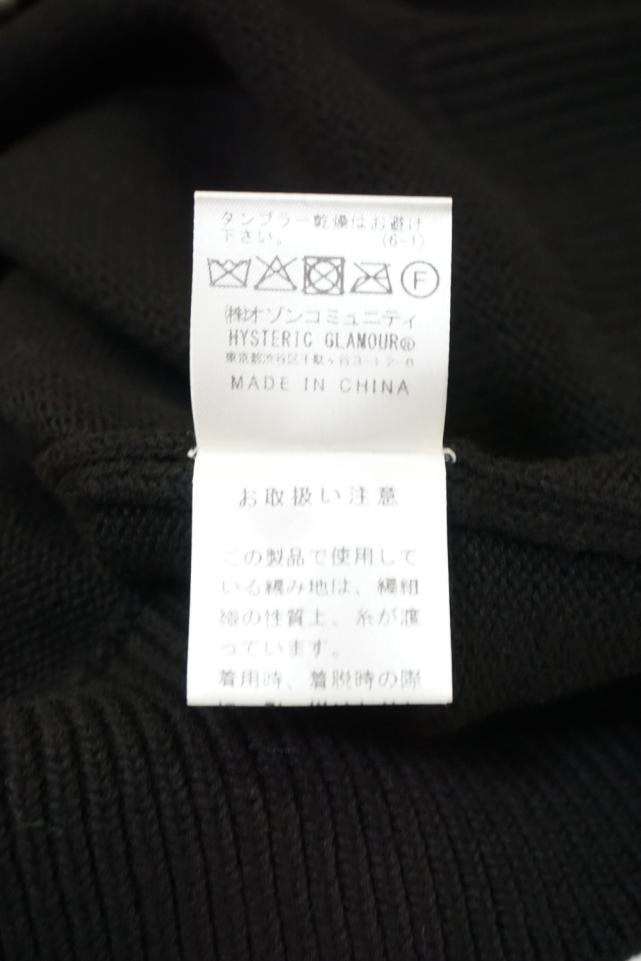 タンブラー乾燥はお避け
下さい。 (6-1)
F
(株)オゾンコミュニティ
HYSTERIC GLAMOUR®
東京都渋谷区千駄ヶ谷3-12-8
MADE IN CHINA
お取扱い注意
この製品で使用して
いる編み地は、編組
織の性質上、糸が渡
っています。
着用時、着脱時の際